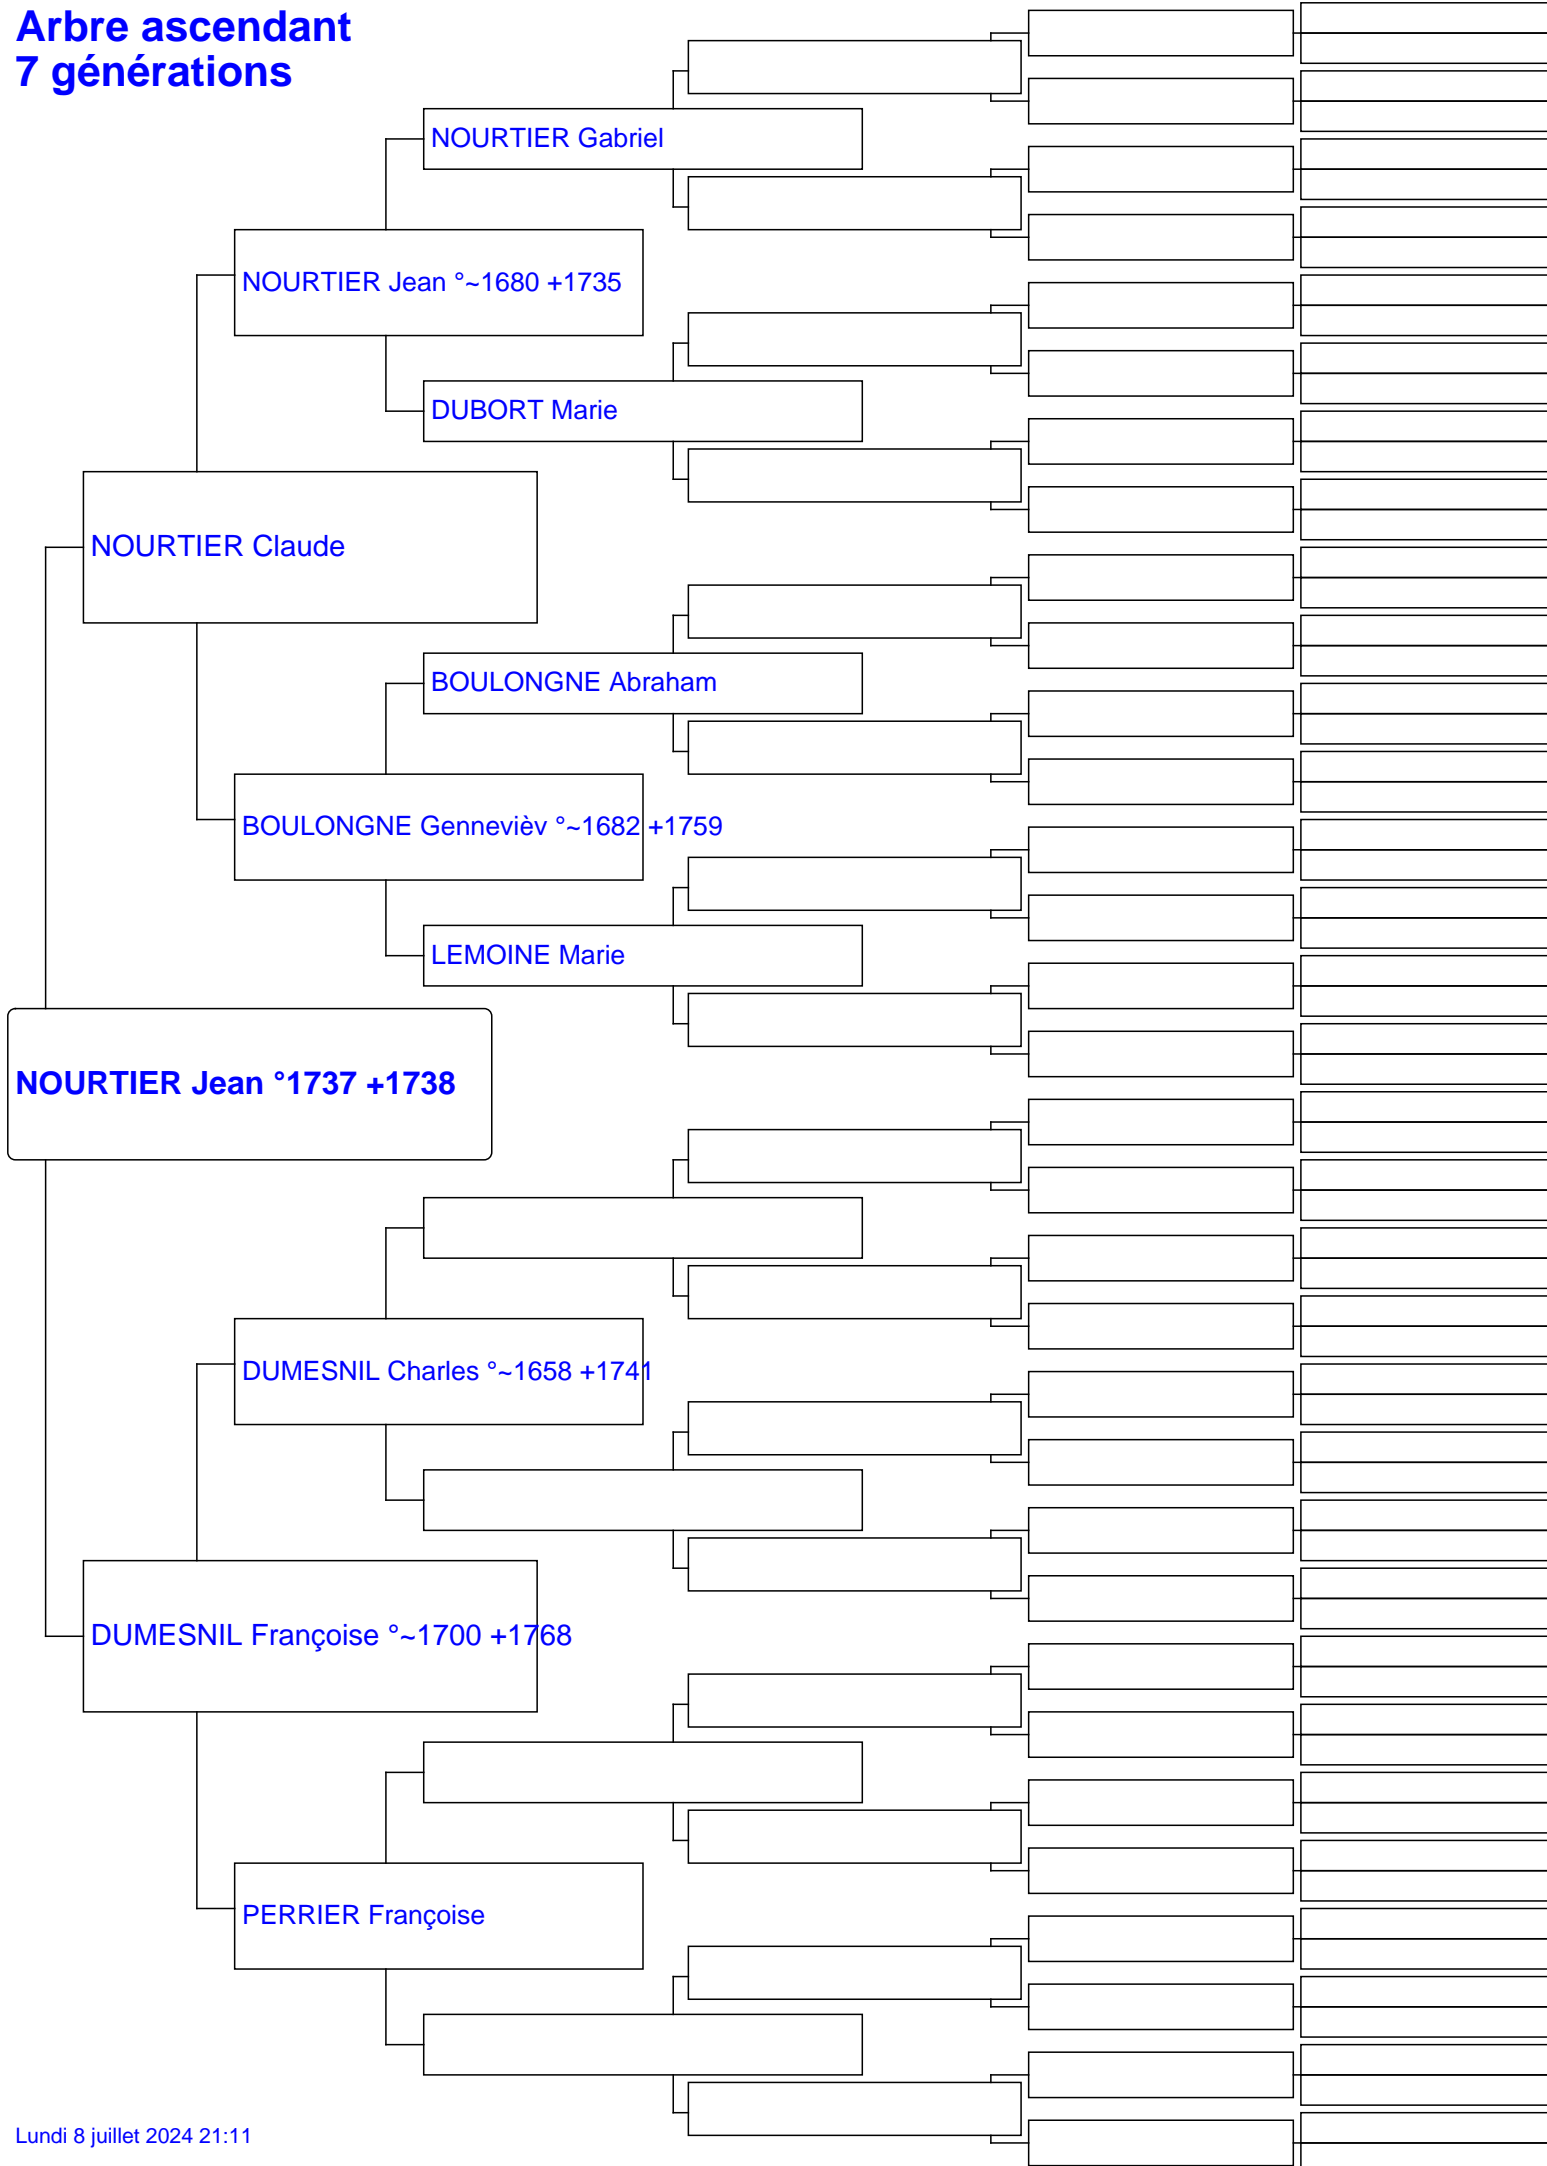 Arbre ascendant
7 générations
NOURTIER Gabriel
NOURTIER Jean °~1680 +1735
DUBORT Marie
NOURTIER Claude
BOULONGNE Abraham
BOULONGNE Gennevièv °~1682 +1759
LEMOINE Marie
NOURTIER Jean °1737 +1738
DUMESNIL Charles °~1658 +1741
DUMESNIL Françoise °~1700 +1768
PERRIER Françoise
Lundi 8 juillet 2024 21:11